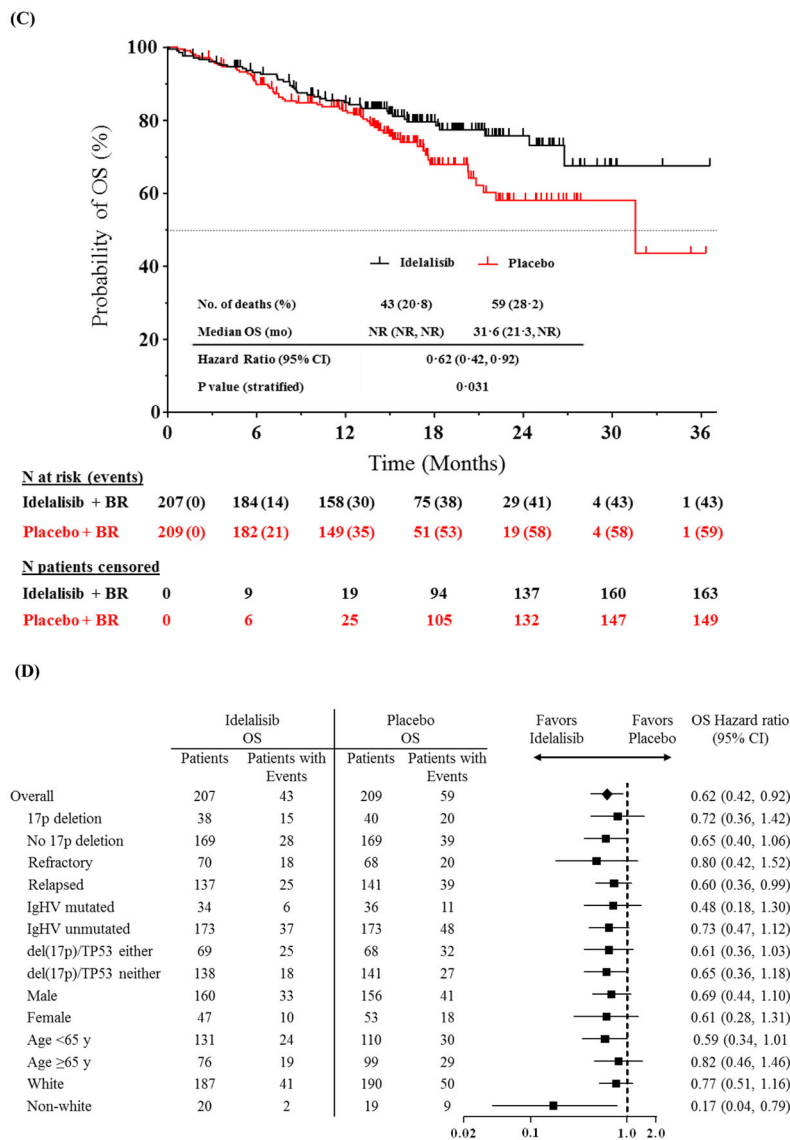 (C)
100
80
60
40
20
0
Probability of OS (%)
Idelalisib Placebo
No. of deaths (%) 43 (20·8) 59 (28·2)
Median OS (mo) NR (NR, NR) 31·6 (21·3, NR)
Hazard Ratio (95% CI) 0·62 (0·42, 0·92)
P value (stratified) 0·031
0 6 12 18 24 30 36
Time (Months)
N at risk (events)
Idelalisib + BR 207 (0) 184 (14) 158 (30) 75 (38) 29 (41) 4 (43) 1 (43)
Placebo + BR 209 (0) 182 (21) 149 (35) 51 (53) 19 (58) 4 (58) 1 (59)
N patients censored
Idelalisib + BR 0 9 19 94 137 160 163
Placebo + BR 0 6 25 105 132 147 149
(D)
Idelalisib Placebo Favors Favors OS Hazard ratio
OS OS Idelalisib Placebo (95% CI)
Patients Patients with Patients Patients with
Events Events
Overall 207 43 209 59 0.62 (0.42, 0.92)
17p deletion 38 15 40 20 0.72 (0.36, 1.42)
No 17p deletion 169 28 169 39 0.65 (0.40, 1.06)
Refractory 70 18 68 20 0.80 (0.42, 1.52)
Relapsed 137 25 141 39 0.60 (0.36, 0.99)
IgHV mutated 34 6 36 11 0.48 (0.18, 1.30)
IgHV unmutated 173 37 173 48 0.73 (0.47, 1.12)
del(17p)/TP53 either 69 25 68 32 0.61 (0.36, 1.03)
del(17p)/TP53 neither 138 18 141 27 0.65 (0.36, 1.18)
Male 160 33 156 41 0.69 (0.44, 1.10)
Female 47 10 53 18 0.61 (0.28, 1.31)
Age <65 y 131 24 110 30 0.59 (0.34, 1.01
Age ≥65 y 76 19 99 29 0.82 (0.46, 1.46)
White 187 41 190 50 0.77 (0.51, 1.16)
Non-white 20 2 19 9 0.17 (0.04, 0.79)
0.02 0.1 1.0 2.0